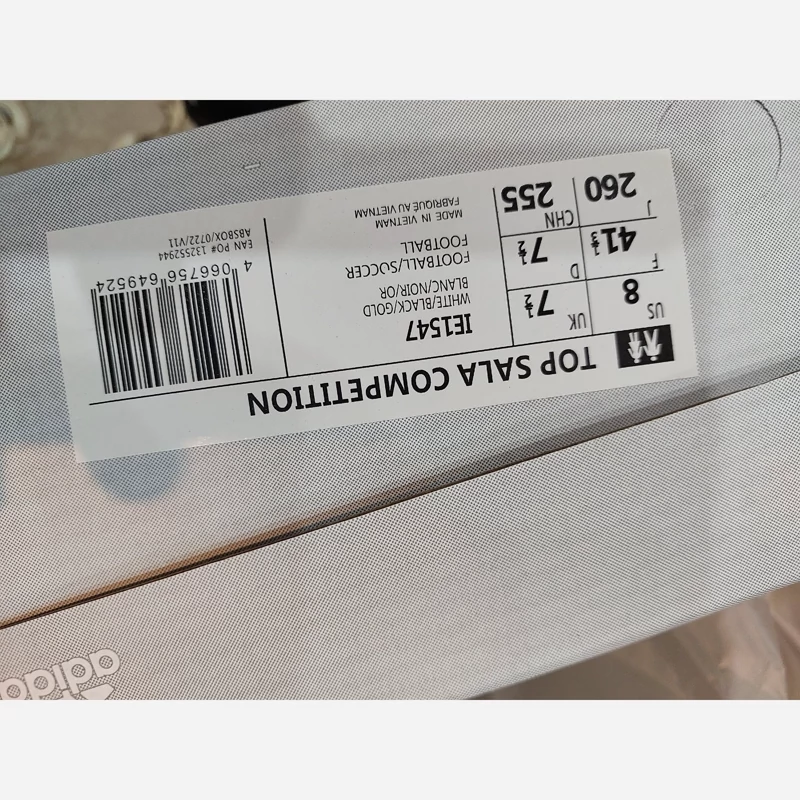 TOP SALA COMPETITION
US
8
UK
7½
F
41⅓
D
7½
J
260
CHN
255
IE1547
WHITE/BLACK/GOLD
BLANC/NOIR/OR
FOOTBALL/SOCCER
FOOTBALL
MADE IN VIETNAM
FABRIQUÉ AU VIETNAM
4 066756 649524
EAN PO# 132552944
ABSBOX/0722/V11
adidas